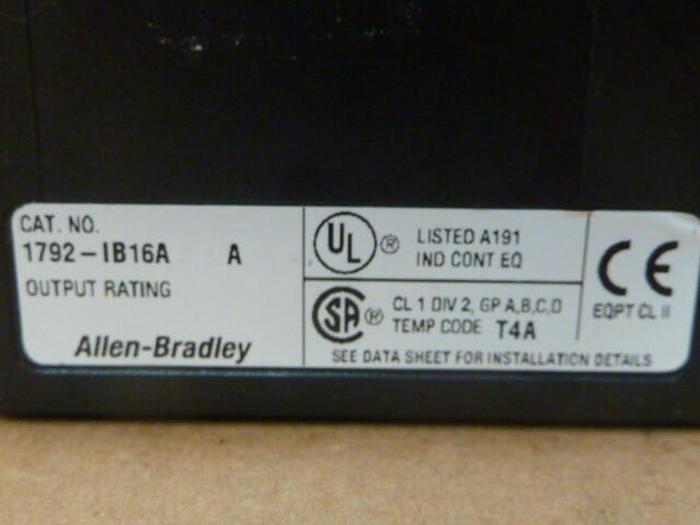 CAT. NO.
1792-IB16A A
OUTPUT RATING
Allen-Bradley
UL ® LISTED A191
IND CONT EQ
SA ® CL 1 DIV 2, GP A,B,C,D
TEMP CODE T4A
SEE DATA SHEET FOR INSTALLATION DETAILS
CE
EQPT CL II